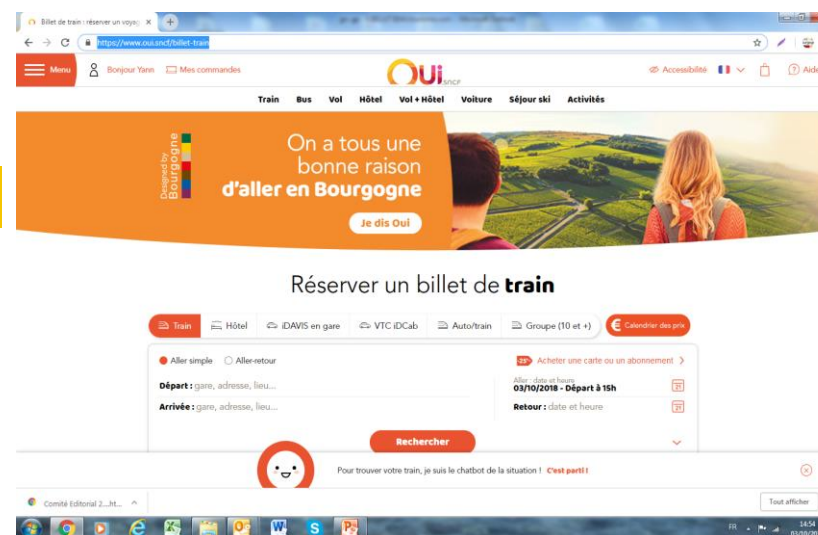 Billet de train : réserver un voyag
https://www.oui.sncf/billet-train
Menu
Bonjour Yann
Mes commandes
OUi.sncf
Accessibilité
Aide
Train Bus Vol Hôtel Vol + Hôtel Voiture Séjour ski Activités
Designed by
Bourgogne
On a tous une
bonne raison
d'aller en Bourgogne
Je dis Oui
Réserver un billet de train
Train Hôtel iDAVIS en gare VTC iDCab Auto/train Groupe (10 et +) € Calendrier des prix
Aller simple Aller-retour
-25% Acheter une carte ou un abonnement
Départ : gare, adresse, lieu...
Aller : date et heure
03/10/2018 - Départ à 15h
Arrivée : gare, adresse, lieu...
Retour : date et heure
Rechercher
Pour trouver votre train, je suis le chatbot de la situation ! C'est parti !
Comité Editorial 2....ht...
Tout afficher
FR
14:54
03/10/20